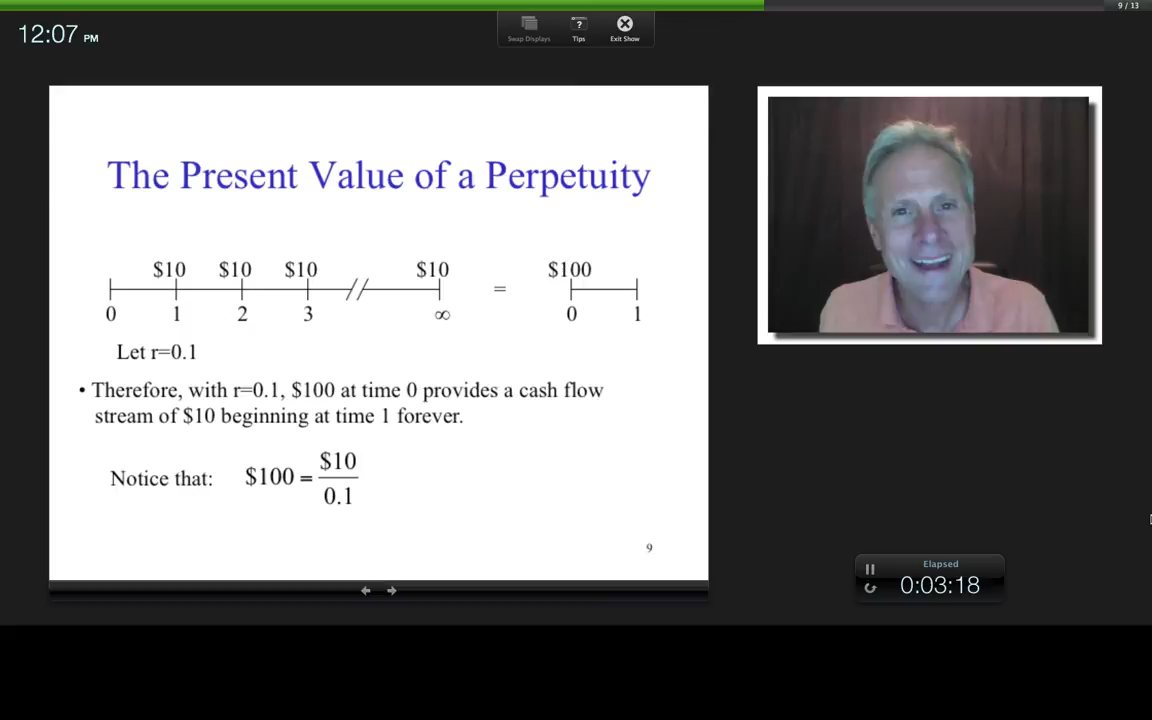 9 / 13
12:07 PM
Swap Displays ? Tips Exit Show
The Present Value of a Perpetuity
$10 $10 $10 $10 $100
=
0 1 2 3 ∞ 0 1
Let r=0.1
• Therefore, with r=0.1, $100 at time 0 provides a cash flow
stream of $10 beginning at time 1 forever.
Notice that: $100 = $10
0.1
9
Elapsed
0:03:18